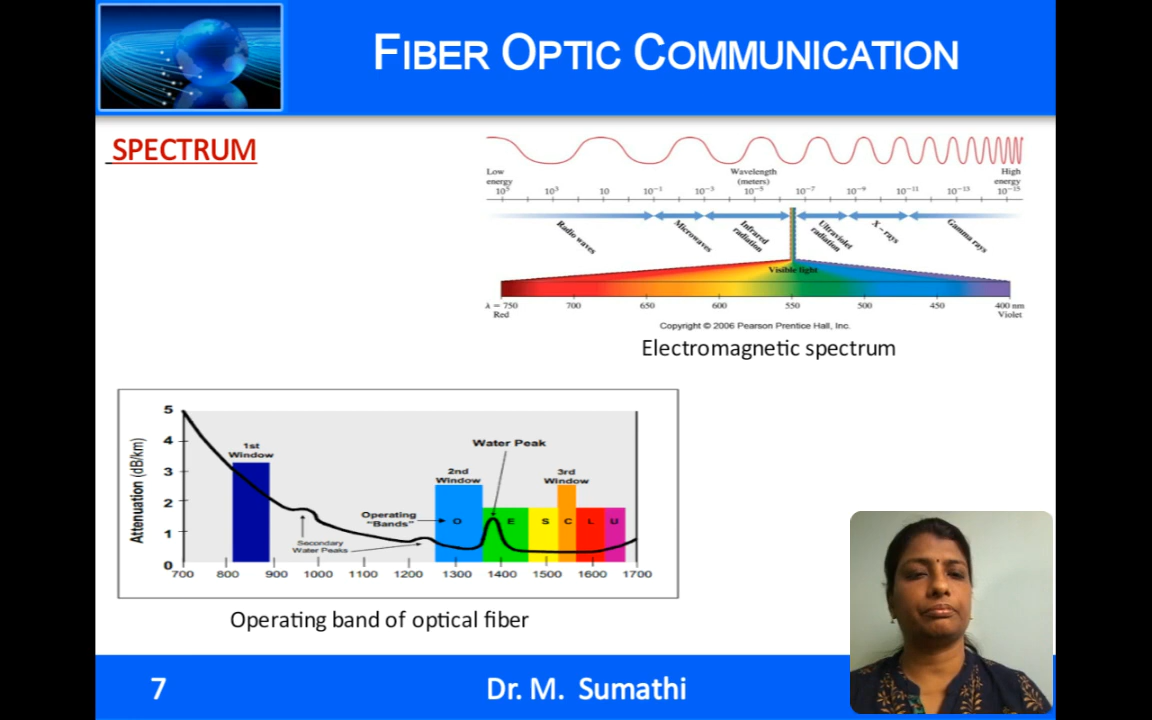 FIBER OPTIC COMMUNICATION
SPECTRUM
Low energy
Wavelength (meters)
High energy
10⁵ 10³ 10 10⁻¹ 10⁻³ 10⁻⁵ 10⁻⁷ 10⁻⁹ 10⁻¹¹ 10⁻¹³ 10⁻¹⁵
Radio waves
Microwaves
Infrared radiation
Ultraviolet radiation
X – rays
Gamma rays
Visible light
λ = 750 700 650 600 550 500 450 400 nm
Red Violet
Copyright © 2006 Pearson Prentice Hall, Inc.
Electromagnetic spectrum
Attenuation (dB/km)
5
4
3
2
1
0
1st Window
Secondary Water Peaks
Operating "Bands"
2nd Window
Water Peak
3rd Window
O E S C L U
700 800 900 1000 1100 1200 1300 1400 1500 1600 1700
Operating band of optical fiber
7
Dr. M. Sumathi